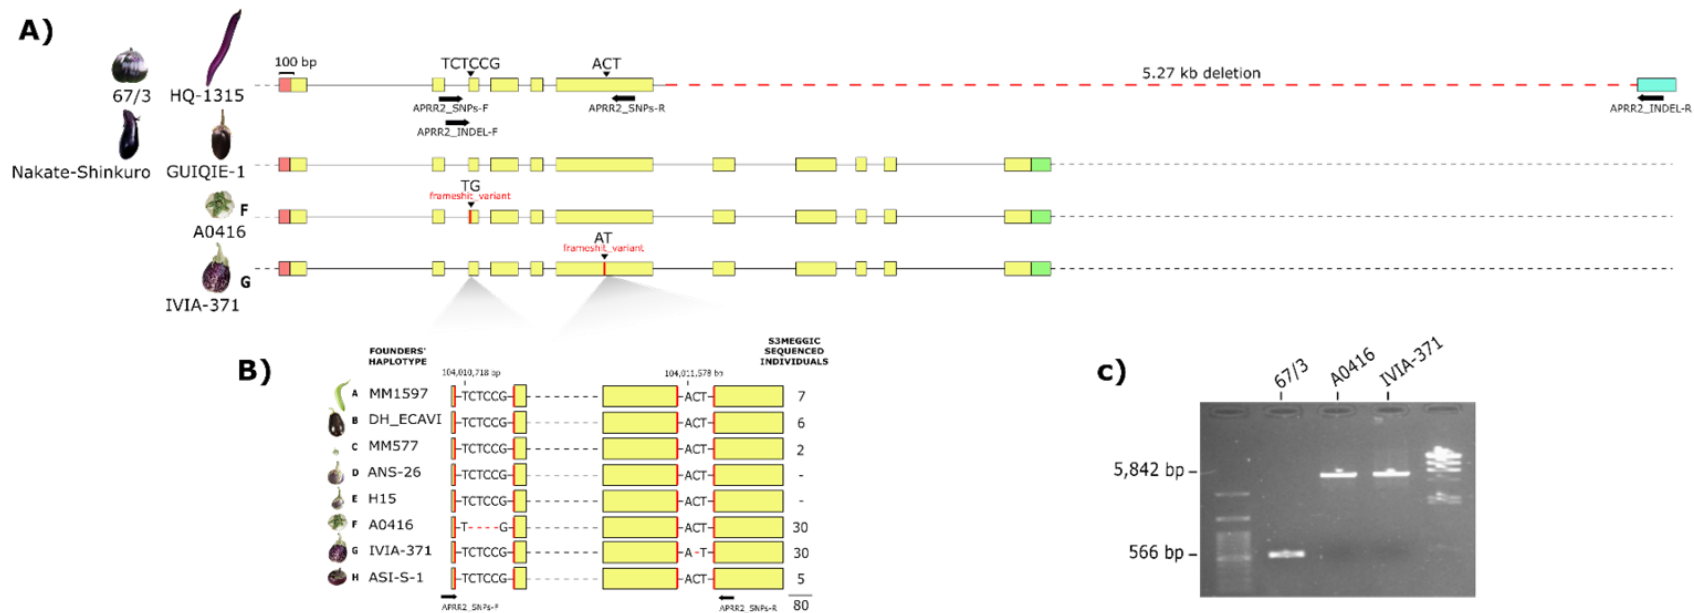 A)
100 bp
TCTCCG
ACT
5.27 kb deletion
67/3
HQ-1315
APRR2_SNPs-F
APRR2_SNPs-R
APRR2_INDEL-R
APRR2_INDEL-F
Nakate-Shinkuro
GUIQIE-1
TG
frameshit_variant
F
A0416
AT
frameshit_variant
G
IVIA-371
B)
FOUNDERS'
HAPLOTYPE
S3MEGGIC
SEQUENCED
INDIVIDUALS
104,010,718 bp
104,011,578 bp
A MM1597 TCTCCG ACT 7
B DH_ECAVI TCTCCG ACT 6
C MM577 TCTCCG ACT 2
D ANS-26 TCTCCG ACT -
E H15 TCTCCG ACT -
F A0416 T----G ACT 30
G IVIA-371 TCTCCG A-T 30
H ASI-S-1 TCTCCG ACT 5
APRR2_SNPs-F
APRR2_SNPs-R
80
c)
67/3
A0416
IVIA-371
5,842 bp
566 bp